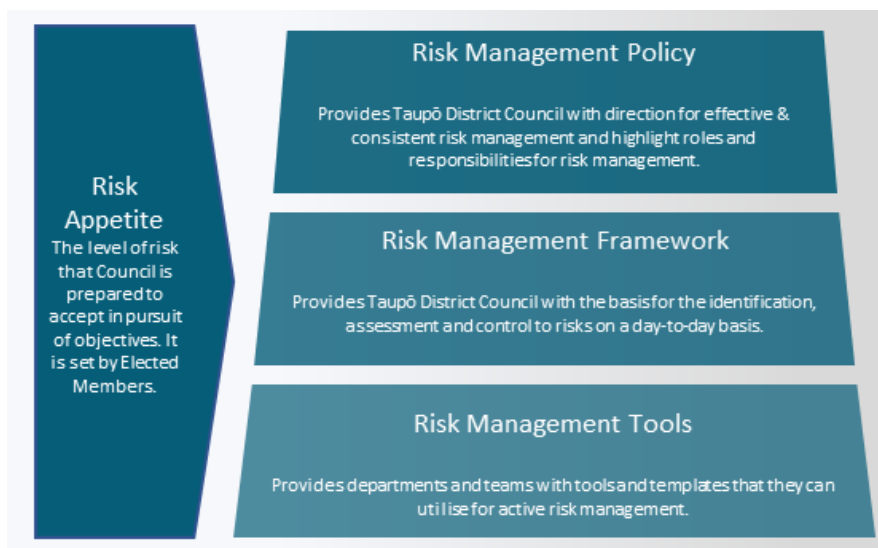 Risk
Appetite
The level of risk
that Council is
prepared to
accept in pursuit
of objectives. It
is set by Elected
Members.
Risk Management Policy
Provides Taupō District Council with direction for effective &
consistent risk management and highlight roles and
responsibilities for risk management.
Risk Management Framework
Provides Taupō District Council with the basis for the identification,
assessment and control to risks on a day-to-day basis.
Risk Management Tools
Provides departments and teams with tools and templates that they can
utilise for active risk management.